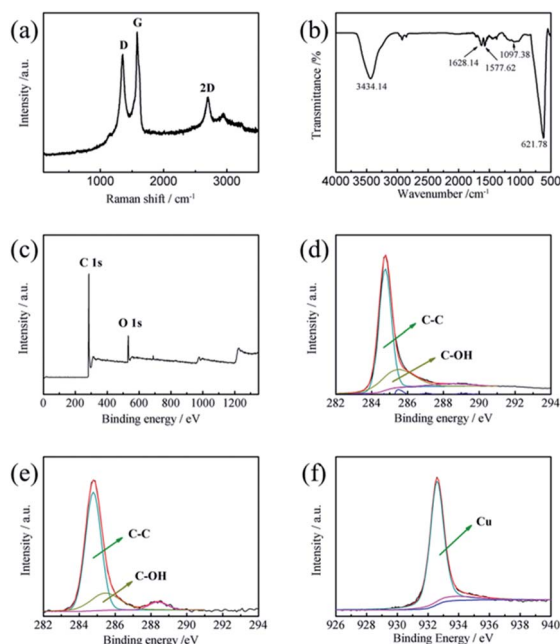 (a)
D
G
2D
Intensity /a.u.
1000 2000 3000
Raman shift / cm⁻¹
(b)
3434.14
1628.14
1577.62
1097.38
621.78
Transmittance /%
4000 3500 3000 2500 2000 1500 1000 500
Wavenumber /cm⁻¹
(c)
C 1s
O 1s
Intensity / a.u.
0 200 400 600 800 1000 1200
Binding energy / eV
(d)
C-C
C-OH
Intensity / a.u.
282 284 286 288 290 292 294
Binding energy / eV
(e)
C-C
C-OH
Intensity / a.u.
282 284 286 288 290 292 294
Binding energy / eV
(f)
Cu
Intensity / a.u.
926 928 930 932 934 936 938 940
Binding Energy / eV